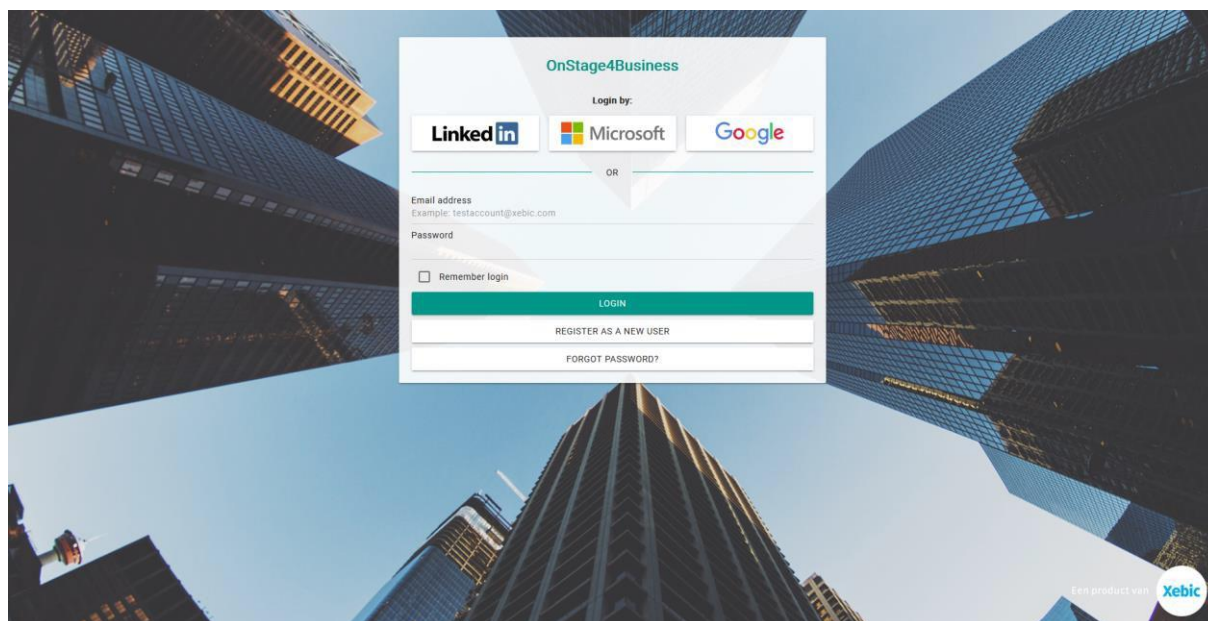 OnStage4Business
Login by:
Linked in Microsoft Google
OR
Email address
Example: testaccount@xebic.com
Password
Remember login
LOGIN
REGISTER AS A NEW USER
FORGOT PASSWORD?
Een product van Xebic